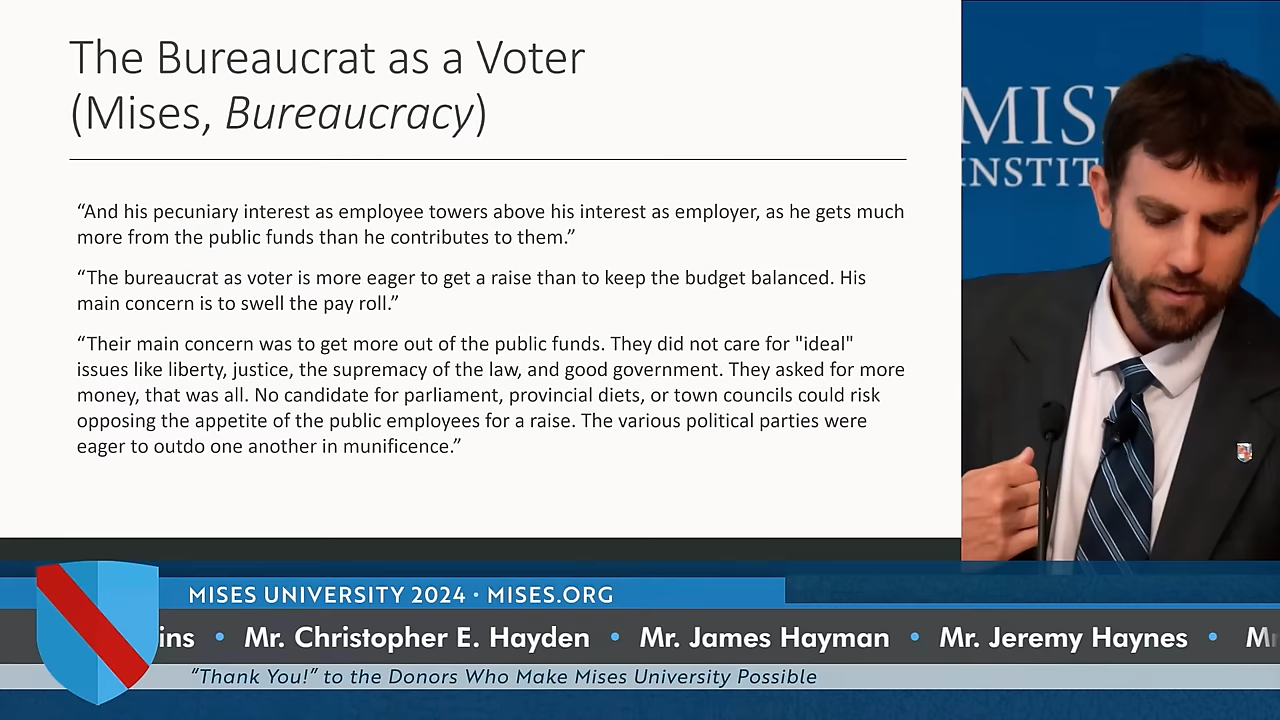 The Bureaucrat as a Voter
(Mises, Bureaucracy)
“And his pecuniary interest as employee towers above his interest as employer, as he gets much
more from the public funds than he contributes to them.”
“The bureaucrat as voter is more eager to get a raise than to keep the budget balanced. His
main concern is to swell the pay roll.”
“Their main concern was to get more out of the public funds. They did not care for "ideal"
issues like liberty, justice, the supremacy of the law, and good government. They asked for more
money, that was all. No candidate for parliament, provincial diets, or town councils could risk
opposing the appetite of the public employees for a raise. The various political parties were
eager to outdo one another in munificence.”
MIS
INSTIT
MISES UNIVERSITY 2024 • MISES.ORG
ins • Mr. Christopher E. Hayden • Mr. James Hayman • Mr. Jeremy Haynes •
“Thank You!” to the Donors Who Make Mises University Possible